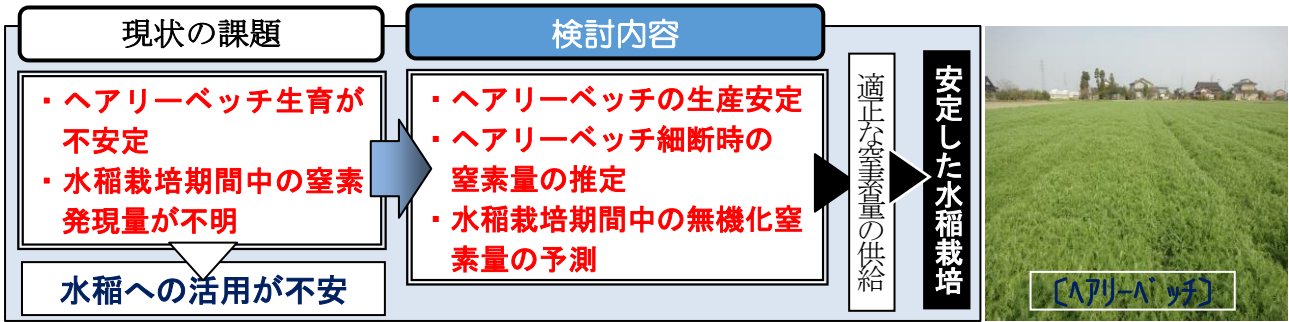 現状の課題
・ヘアリーベッチ生育が
不安定
・水稲栽培期間中の窒素
発現量が不明
水稲への活用が不安
検討内容
・ヘアリーベッチの生産安定
・ヘアリーベッチ細断時の
窒素量の推定
・水稲栽培期間中の無機化窒
素量の予測
適正な窒素量の供給
安定した水稲栽培
〔ﾍｱﾘｰﾍﾞｯﾁ〕